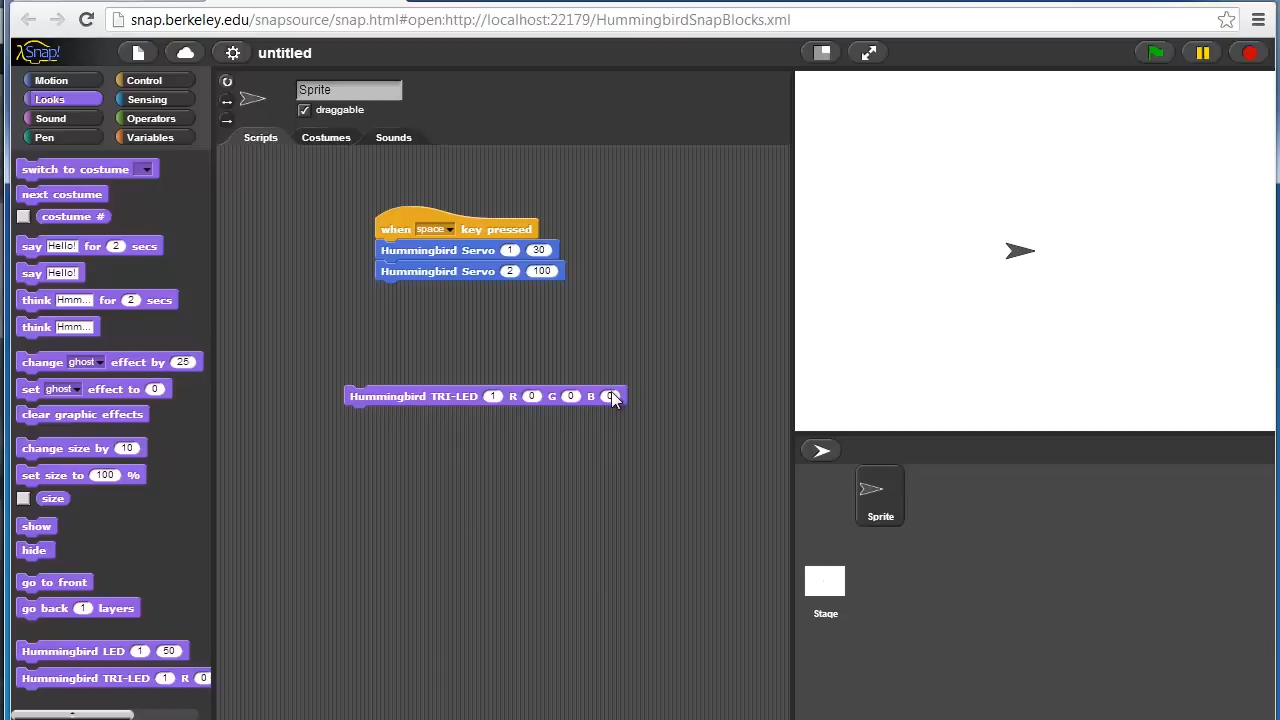 snap.berkeley.edu/snapsource/snap.html#open:http://localhost:22179/HummingbirdSnapBlocks.xml
Snap!
untitled
Motion Control
Looks Sensing
Sound Operators
Pen Variables
Sprite
draggable
Scripts Costumes Sounds
switch to costume
next costume
costume #
say Hello! for 2 secs
say Hello!
think Hmm... for 2 secs
think Hmm...
change ghost effect by 25
set ghost effect to 0
clear graphic effects
change size by 10
set size to 100 %
size
show
hide
go to front
go back 1 layers
Hummingbird LED 1 50
Hummingbird TRI-LED 1 R 0
when space key pressed
Hummingbird Servo 1 30
Hummingbird Servo 2 100
Hummingbird TRI-LED 1 R 0 G 0 B 0
Sprite
Stage